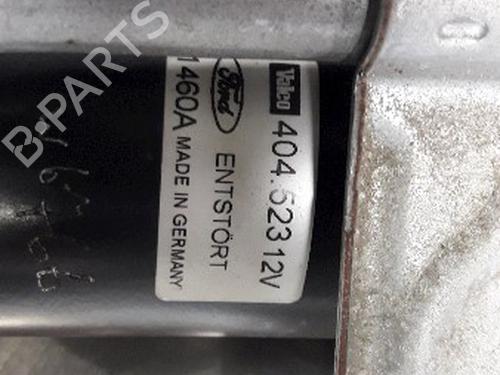 Valeo 404.523 12V
Ford ENTSTÖRT
1460A MADE IN GERMANY
B-PARTS